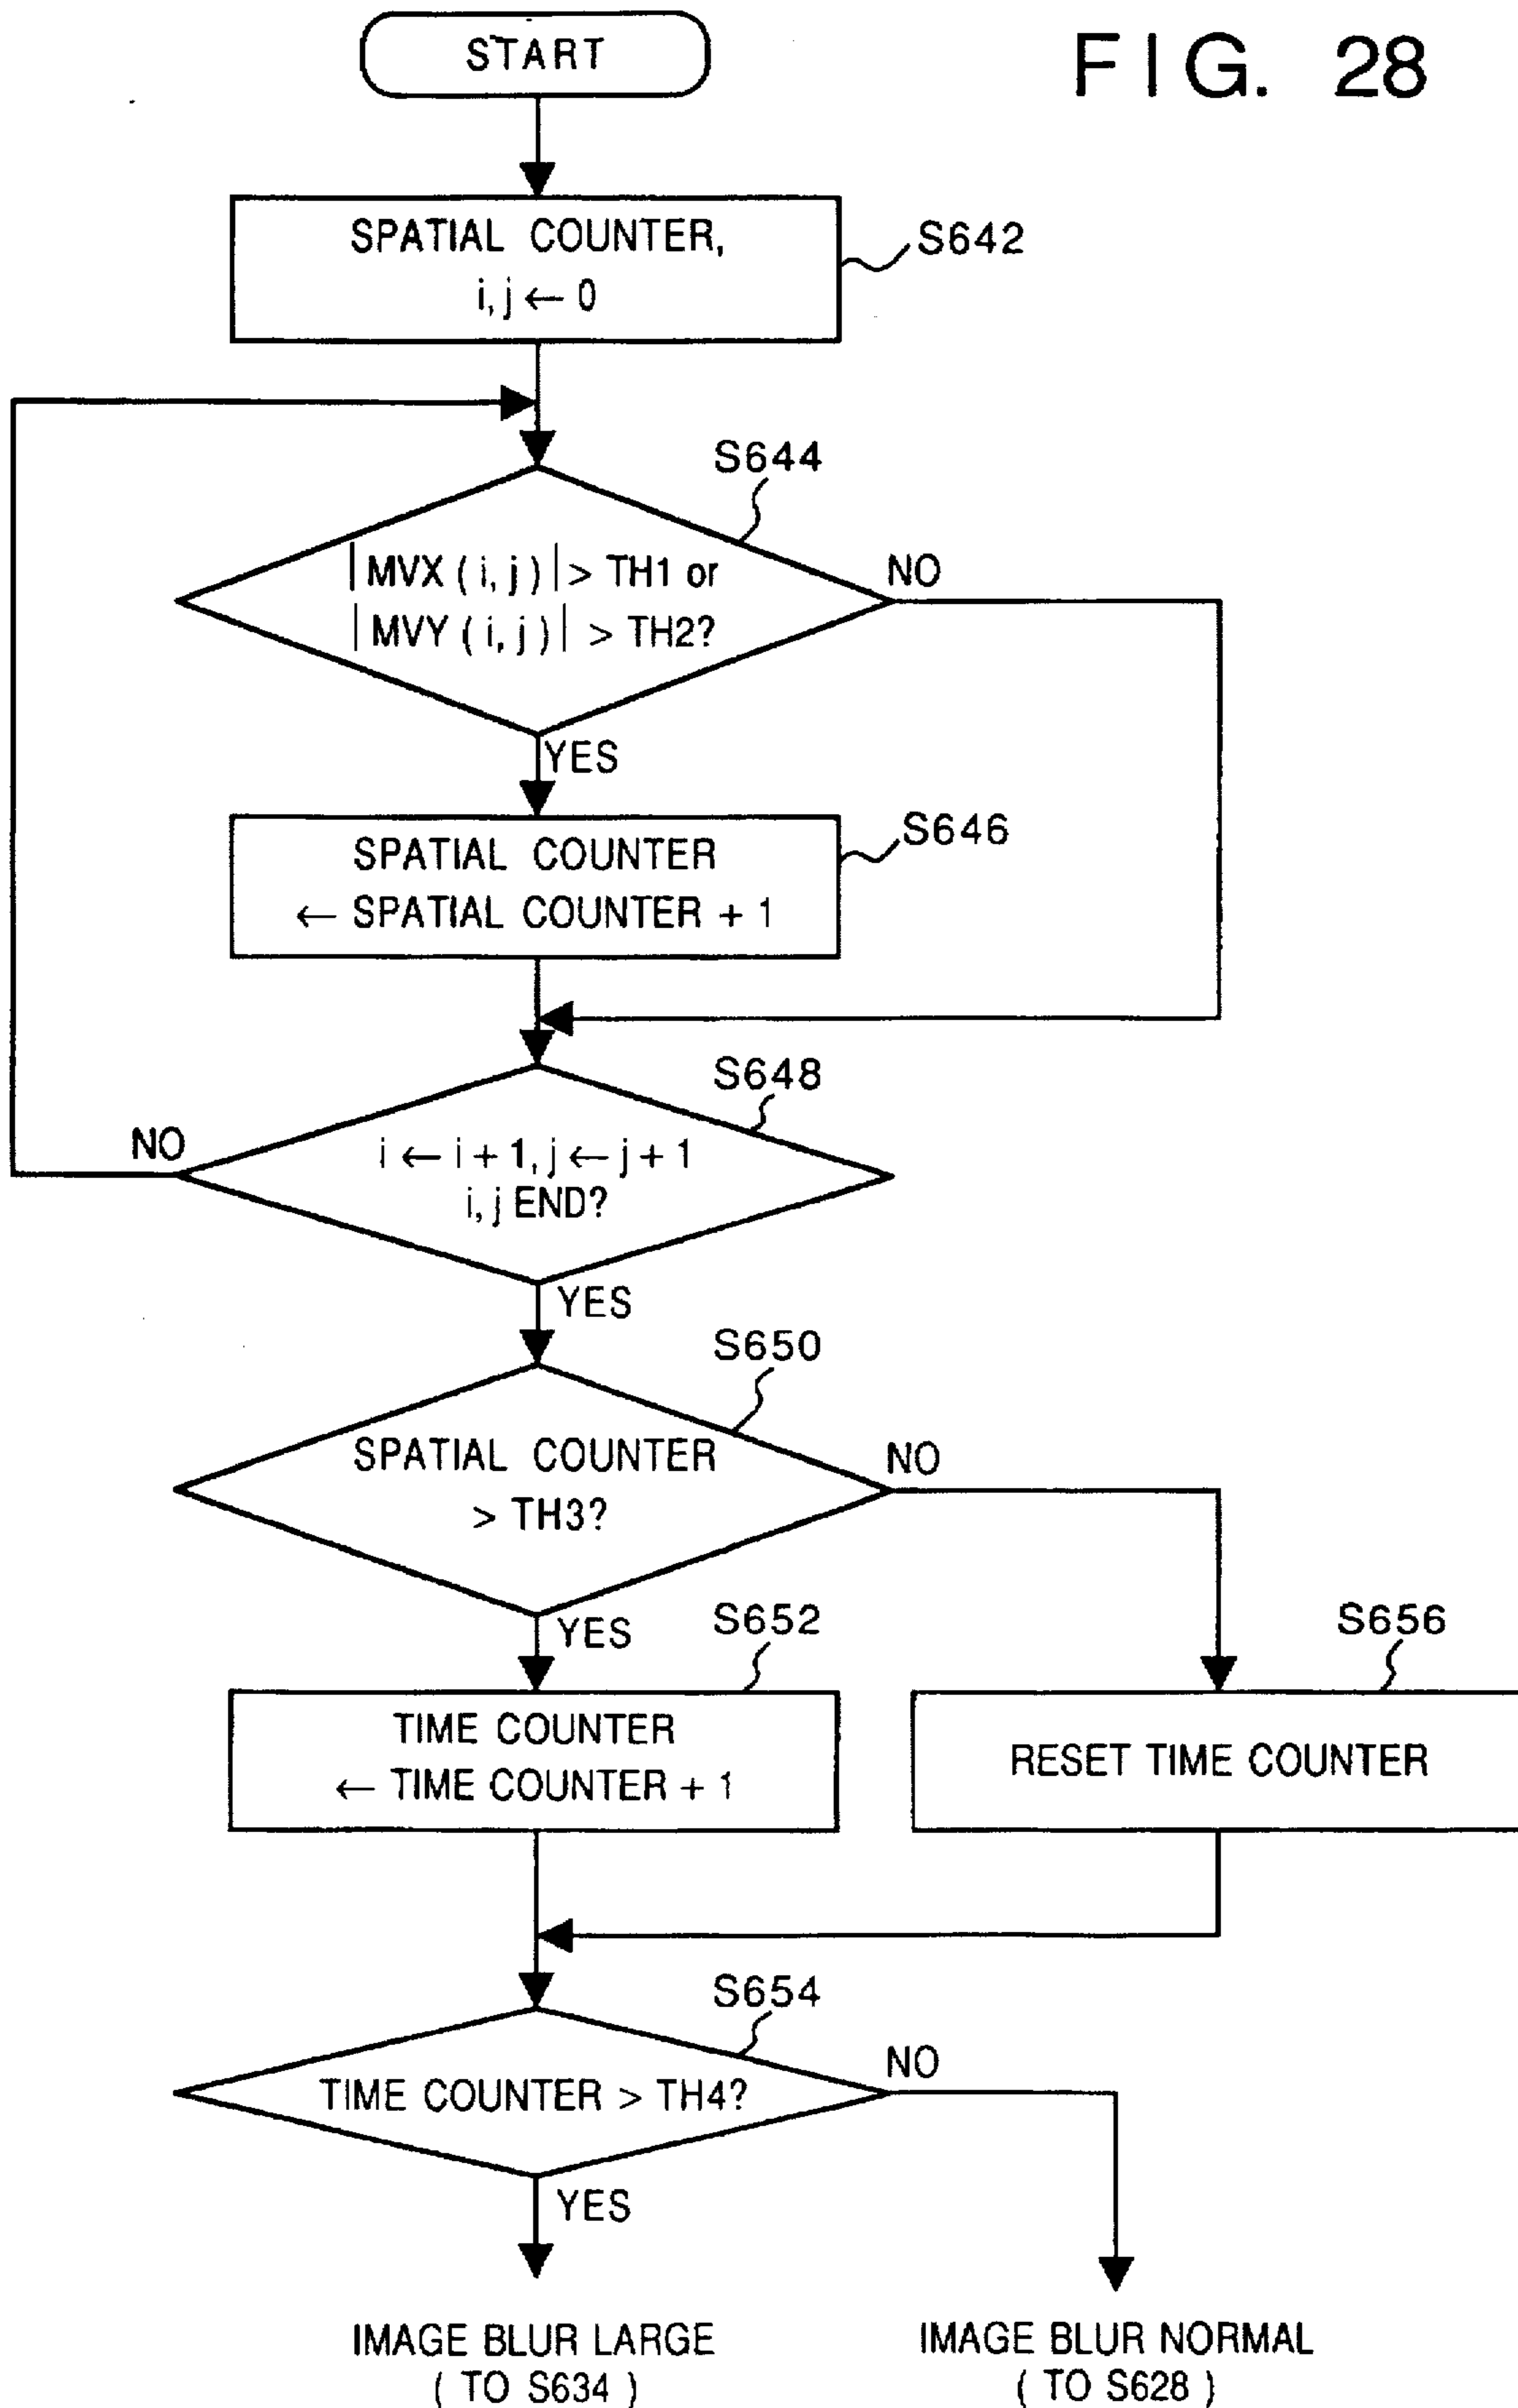 FIG. 28
START
SPATIAL COUNTER,
i, j ← 0
S642
S644
|MVX ( i, j )| > TH1 or
|MVY ( i, j )| > TH2?
NO
YES
SPATIAL COUNTER
← SPATIAL COUNTER + 1
S646
S648
i ← i + 1, j ← j + 1
i, j END?
NO
YES
S650
SPATIAL COUNTER
> TH3?
NO
YES
S652
TIME COUNTER
← TIME COUNTER + 1
S656
RESET TIME COUNTER
S654
TIME COUNTER > TH4?
NO
YES
IMAGE BLUR LARGE
( TO S634 )
IMAGE BLUR NORMAL
( TO S628 )